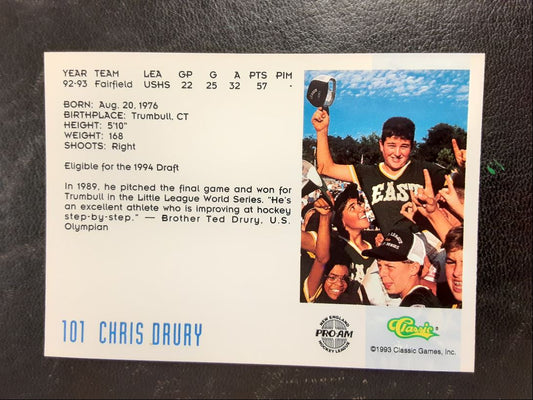 YEAR TEAM LEA GP G A PTS PIM
92-93 Fairfield USHS 22 25 32 57 .
BORN: Aug. 20, 1976
BIRTHPLACE: Trumbull, CT
HEIGHT: 5'10"
WEIGHT: 168
SHOOTS: Right
Eligible for the 1994 Draft
In 1989, he pitched the final game and won for
Trumbull in the Little League World Series. "He's
an excellent athlete who is improving at hockey
step-by-step." — Brother Ted Drury, U.S.
Olympian
EAST
101 CHRIS DRURY
NEW ENGLAND
PRO-AM
HOCKEY LEAGUE
Classic
©1993 Classic Games, Inc.